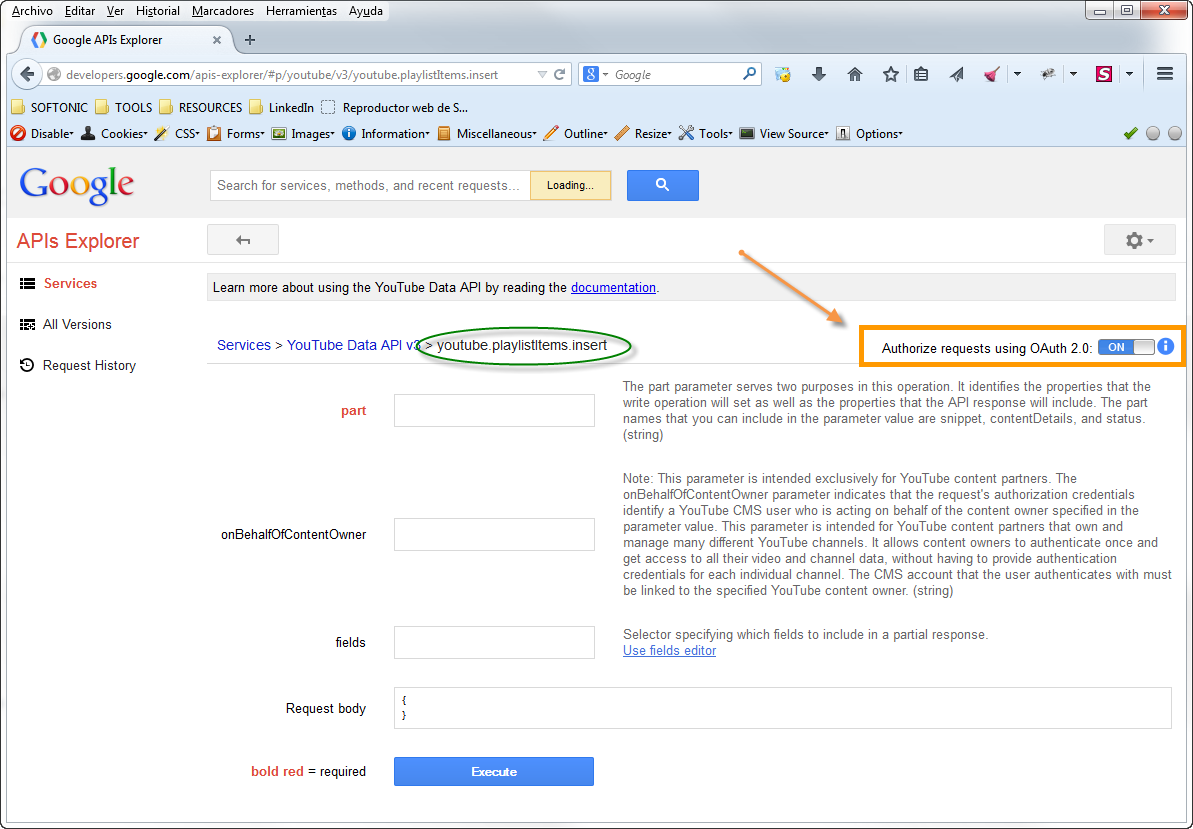 Archivo Editar Ver Historial Marcadores Herramientas Ayuda
Google APIs Explorer
developers.google.com/apis-explorer/#p/youtube/v3/youtube.playlistItems.insert
Google
SOFTONIC TOOLS RESOURCES LinkedIn Reproductor web de S...
Disable Cookies CSS Forms Images Information Miscellaneous Outline Resize Tools View Source Options
Google
Search for services, methods, and recent requests... Loading...
APIs Explorer
Services
Learn more about using the YouTube Data API by reading the documentation.
All Versions
Services > YouTube Data API v3 > youtube.playlistItems.insert
Authorize requests using OAuth 2.0: ON
Request History
part
The part parameter serves two purposes in this operation. It identifies the properties that the
write operation will set as well as the properties that the API response will include. The part
names that you can include in the parameter value are snippet, contentDetails, and status.
(string)
onBehalfOfContentOwner
Note: This parameter is intended exclusively for YouTube content partners. The
onBehalfOfContentOwner parameter indicates that the request's authorization credentials
identify a YouTube CMS user who is acting on behalf of the content owner specified in the
parameter value. This parameter is intended for YouTube content partners that own and
manage many different YouTube channels. It allows content owners to authenticate once and
get access to all their video and channel data, without having to provide authentication
credentials for each individual channel. The CMS account that the user authenticates with must
be linked to the specified YouTube content owner. (string)
fields
Selector specifying which fields to include in a partial response.
Use fields editor
Request body
{
}
bold red = required
Execute